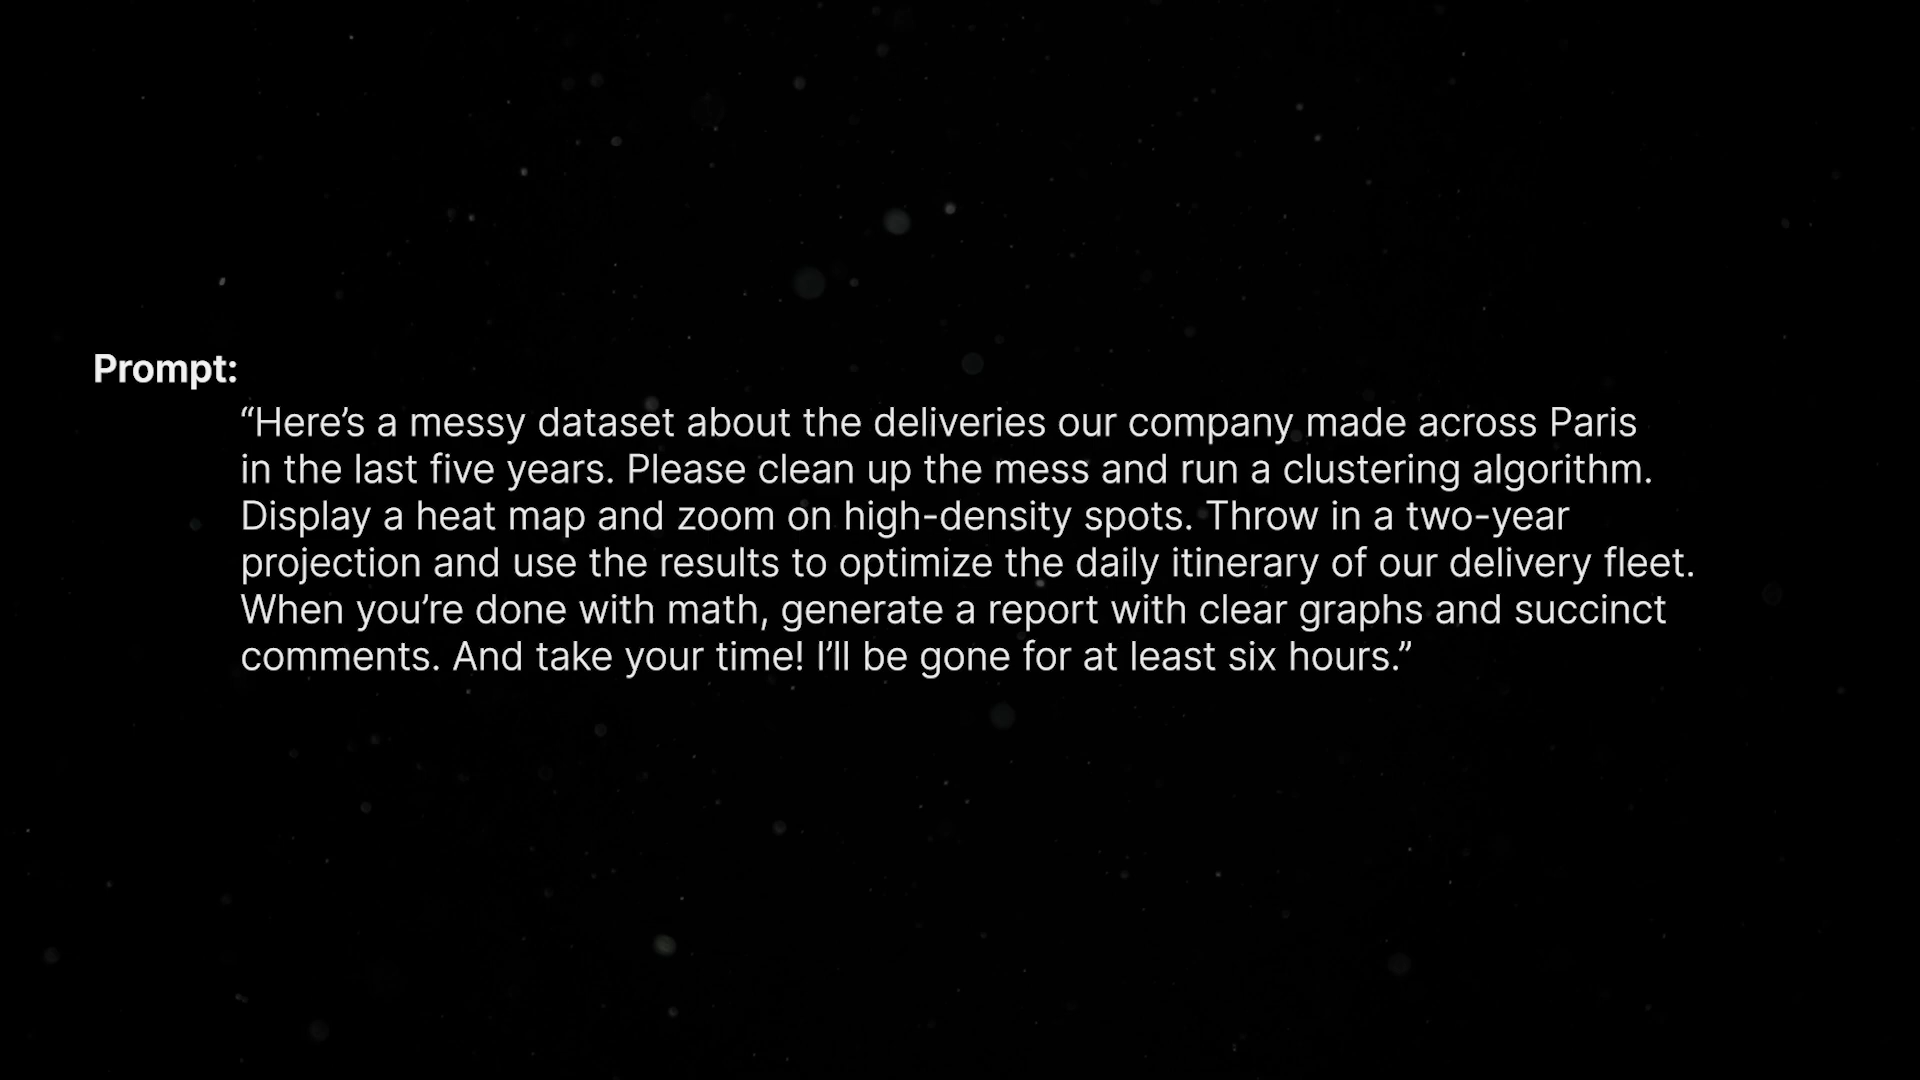 Prompt:
“Here’s a messy dataset about the deliveries our company made across Paris
in the last five years. Please clean up the mess and run a clustering algorithm.
Display a heat map and zoom on high-density spots. Throw in a two-year
projection and use the results to optimize the daily itinerary of our delivery fleet.
When you’re done with math, generate a report with clear graphs and succinct
comments. And take your time! I’ll be gone for at least six hours.”